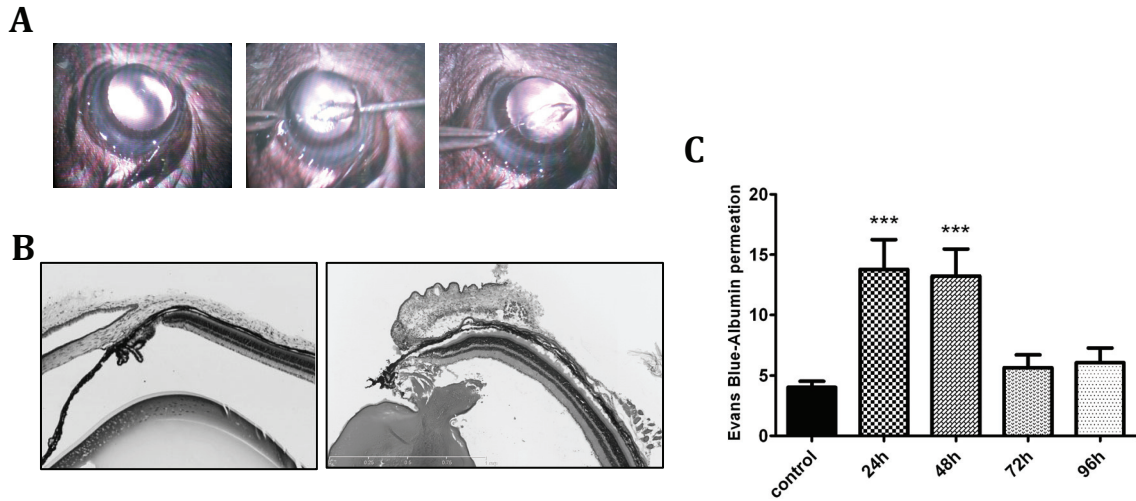 A
B
C
Evans Blue-Albumin permeation
20
15
10
5
0
***
***
control
24h
48h
72h
96h